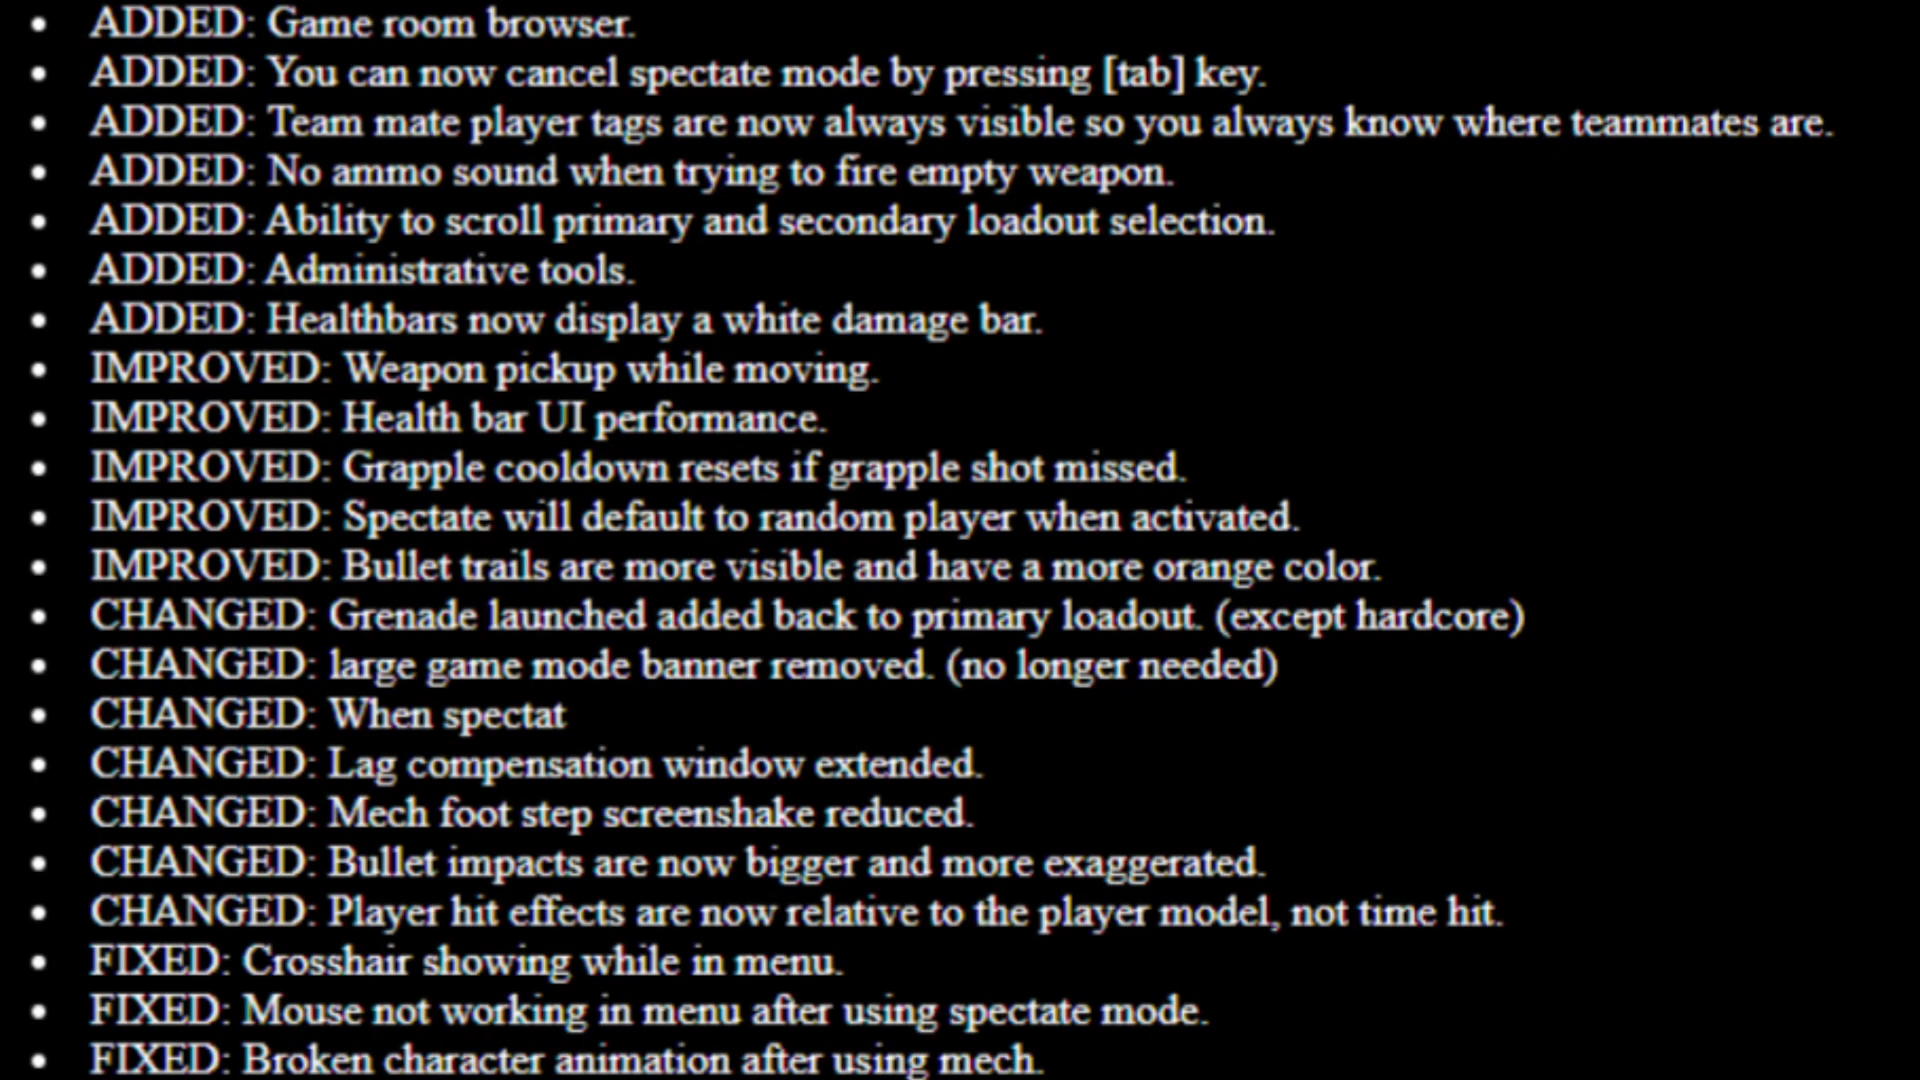 • ADDED: Game room browser.
• ADDED: You can now cancel spectate mode by pressing [tab] key.
• ADDED: Team mate player tags are now always visible so you always know where teammates are.
• ADDED: No ammo sound when trying to fire empty weapon.
• ADDED: Ability to scroll primary and secondary loadout selection.
• ADDED: Administrative tools.
• ADDED: Healthbars now display a white damage bar.
• IMPROVED: Weapon pickup while moving.
• IMPROVED: Health bar UI performance.
• IMPROVED: Grapple cooldown resets if grapple shot missed.
• IMPROVED: Spectate will default to random player when activated.
• IMPROVED: Bullet trails are more visible and have a more orange color.
• CHANGED: Grenade launched added back to primary loadout. (except hardcore)
• CHANGED: large game mode banner removed. (no longer needed)
• CHANGED: When spectat
• CHANGED: Lag compensation window extended.
• CHANGED: Mech foot step screenshake reduced.
• CHANGED: Bullet impacts are now bigger and more exaggerated.
• CHANGED: Player hit effects are now relative to the player model, not time hit.
• FIXED: Crosshair showing while in menu.
• FIXED: Mouse not working in menu after using spectate mode.
• FIXED: Broken character animation after using mech.